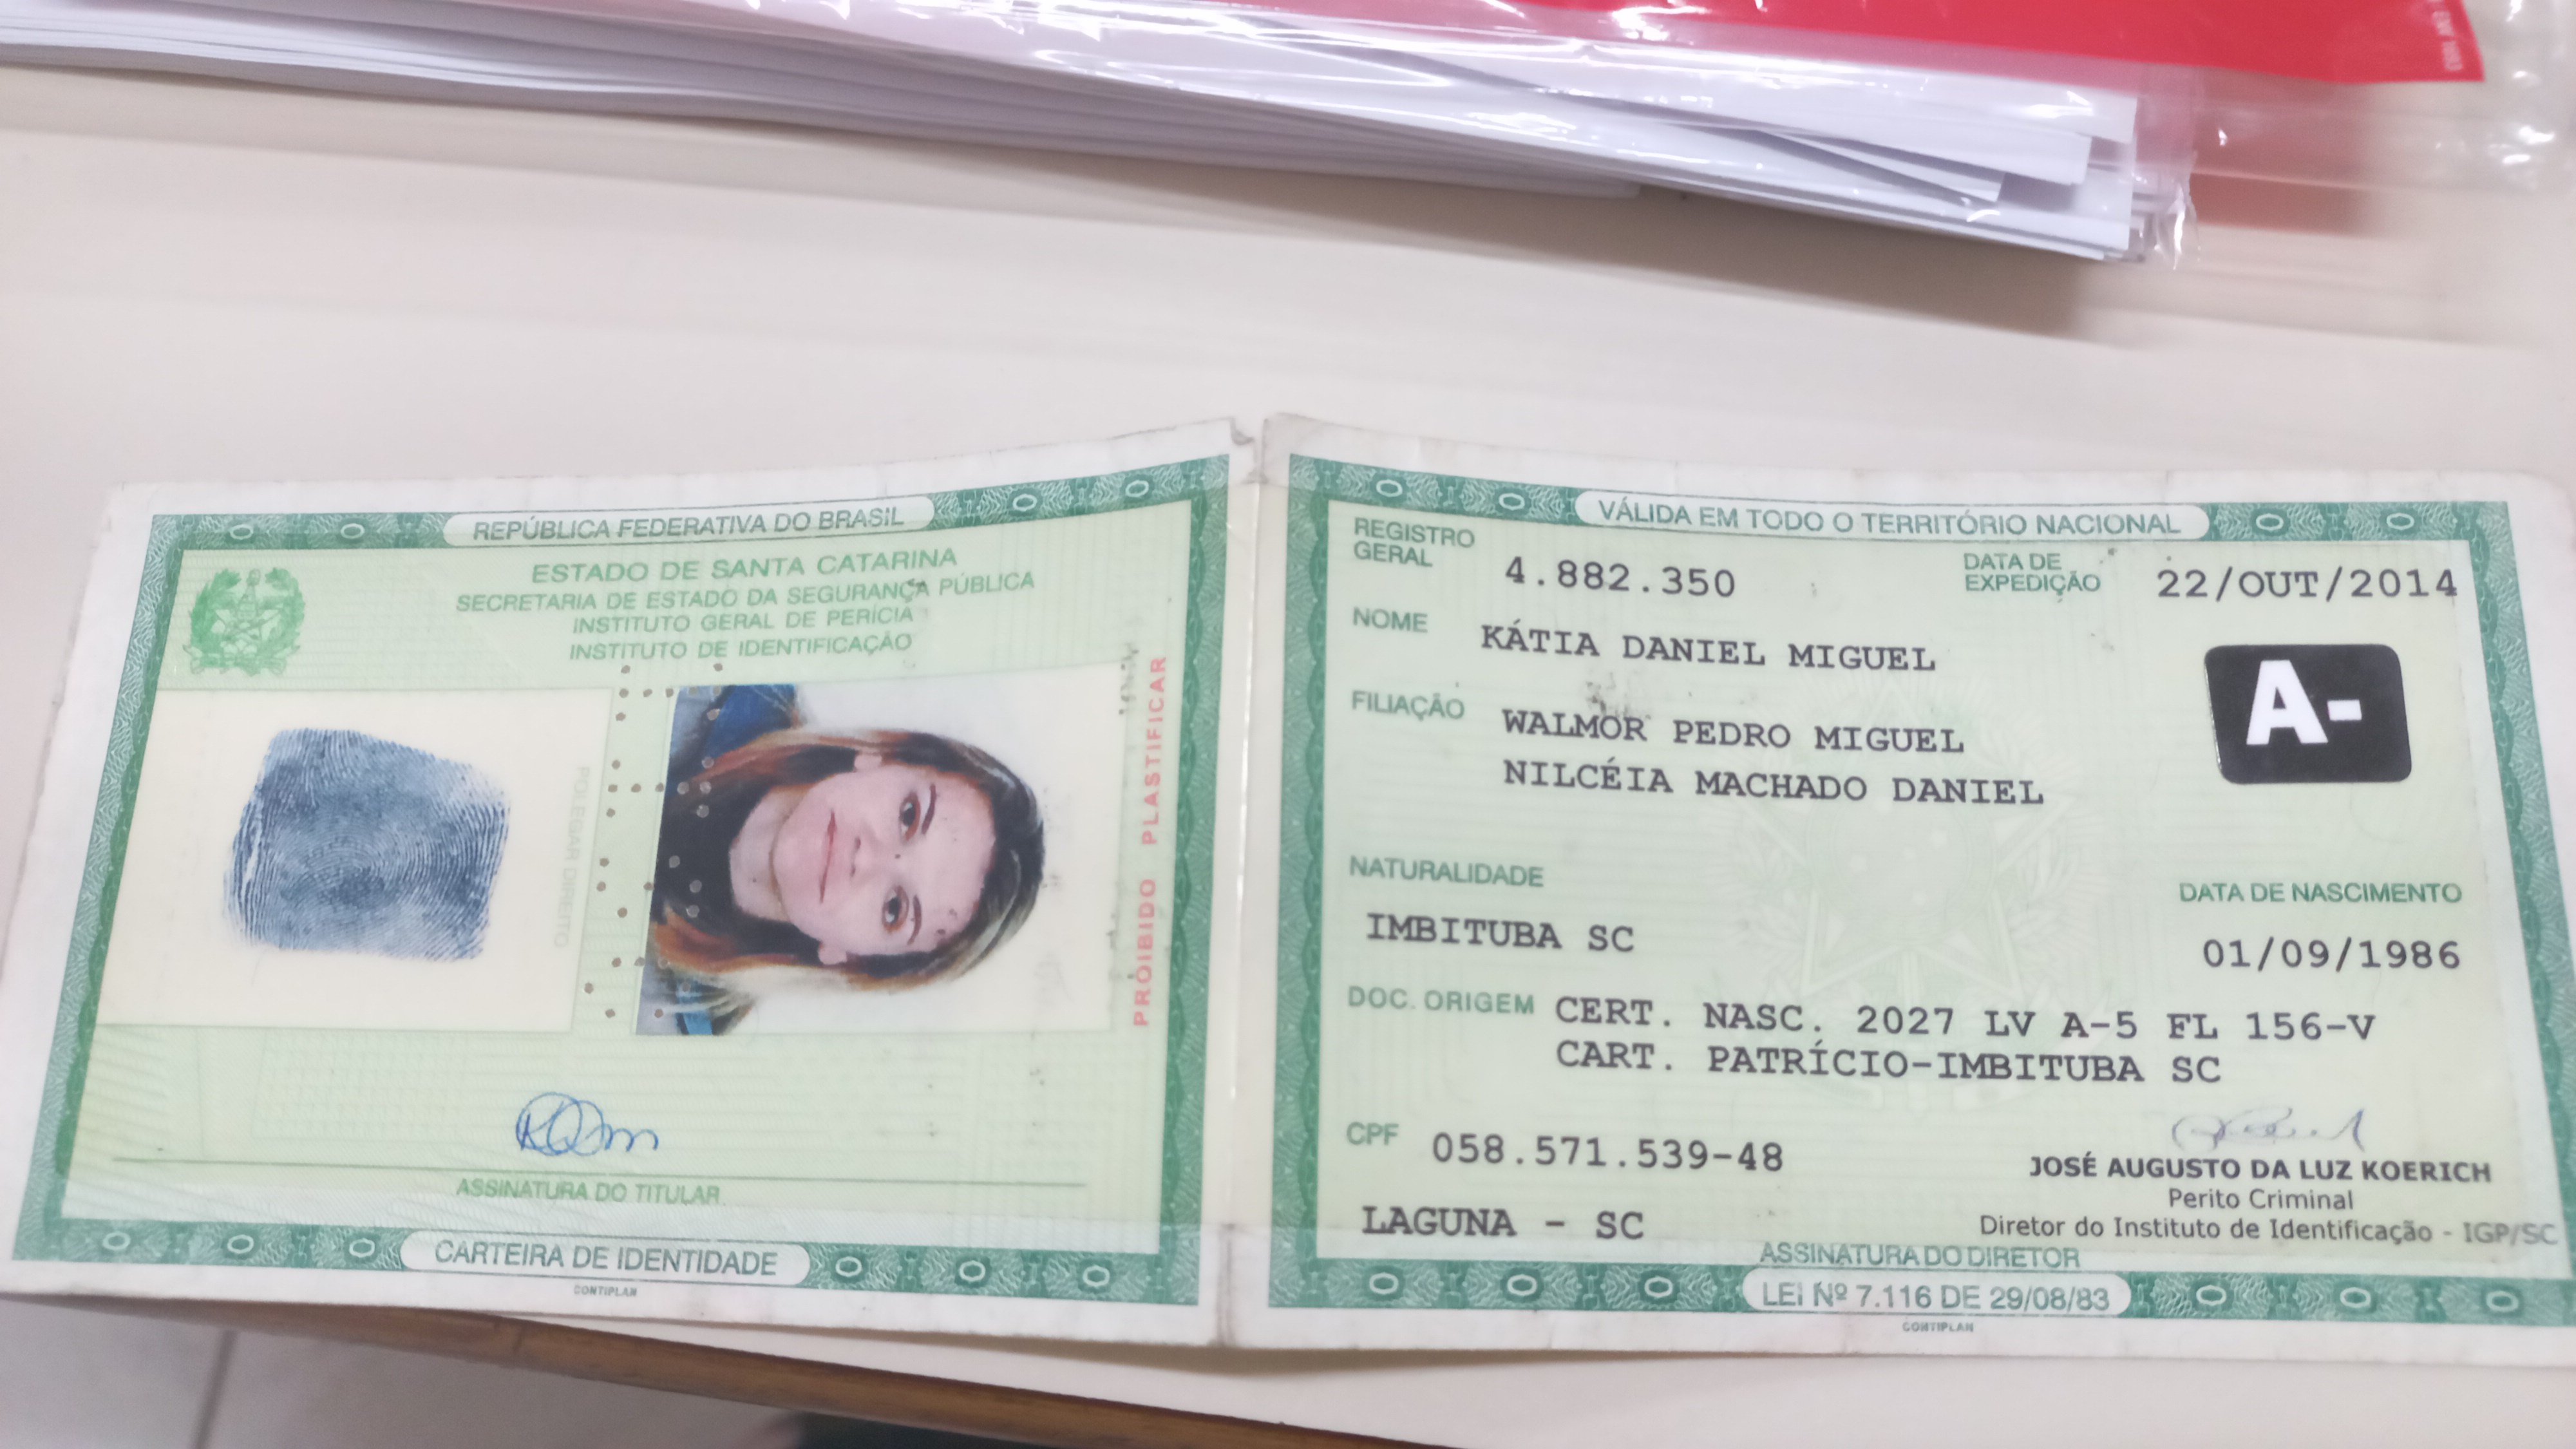 REPÚBLICA FEDERATIVA DO BRASIL
ESTADO DE SANTA CATARINA
SECRETARIA DE ESTADO DA SEGURANÇA PÚBLICA
INSTITUTO GERAL DE PERÍCIA
INSTITUTO DE IDENTIFICAÇÃO
POLEGAR DIREITO
PROIBIDO PLASTIFICAR
ASSINATURA DO TITULAR
CARTEIRA DE IDENTIDADE
CONTIPLAN
VÁLIDA EM TODO O TERRITÓRIO NACIONAL
REGISTRO GERAL 4.882.350 DATA DE EXPEDIÇÃO 22/OUT/2014
NOME KÁTIA DANIEL MIGUEL
FILIAÇÃO WALMOR PEDRO MIGUEL
NILCÉIA MACHADO DANIEL
A-
NATURALIDADE DATA DE NASCIMENTO
IMBITUBA SC 01/09/1986
DOC. ORIGEM CERT. NASC. 2027 LV A-5 FL 156-V
CART. PATRÍCIO-IMBITUBA SC
CPF 058.571.539-48
LAGUNA - SC
JOSÉ AUGUSTO DA LUZ KOERICH
Perito Criminal
Diretor do Instituto de Identificação - IGP/SC
ASSINATURA DO DIRETOR
LEI Nº 7.116 DE 29/08/83
CONTIPLAN